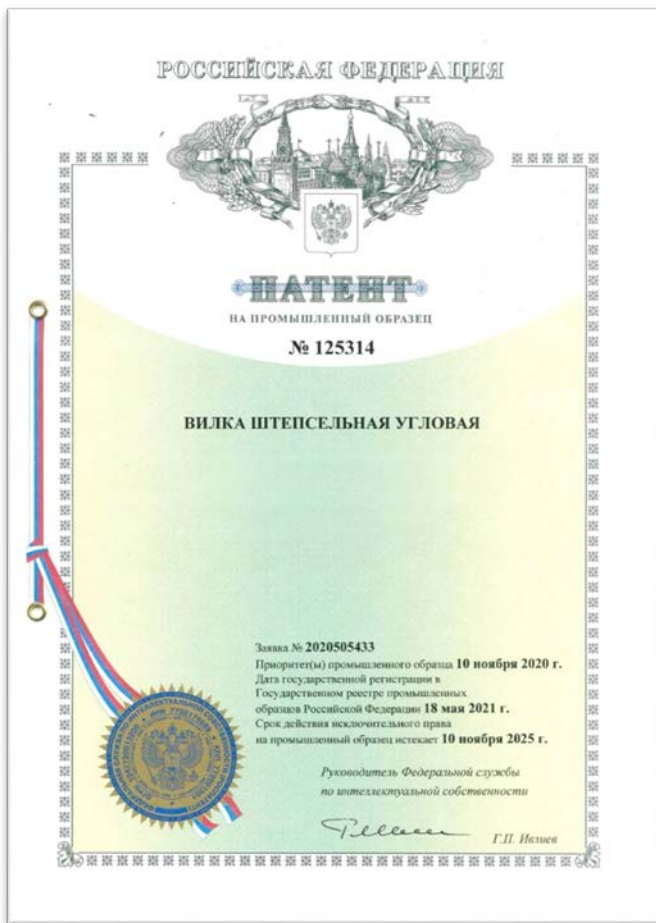 РОССИЙСКАЯ ФЕДЕРАЦИЯ
ПАТЕНТ
НА ПРОМЫШЛЕННЫЙ ОБРАЗЕЦ
№ 125314
ВИЛКА ШТЕПСЕЛЬНАЯ УГЛОВАЯ
Заявка № 2020505433
Приоритет(ы) промышленного образца 10 ноября 2020 г.
Дата государственной регистрации в
Государственном реестре промышленных
образцов Российской Федерации 18 мая 2021 г.
Срок действия исключительного права
на промышленный образец истекает 10 ноября 2025 г.
Руководитель Федеральной службы
по интеллектуальной собственности
Г.П. Ивлиев